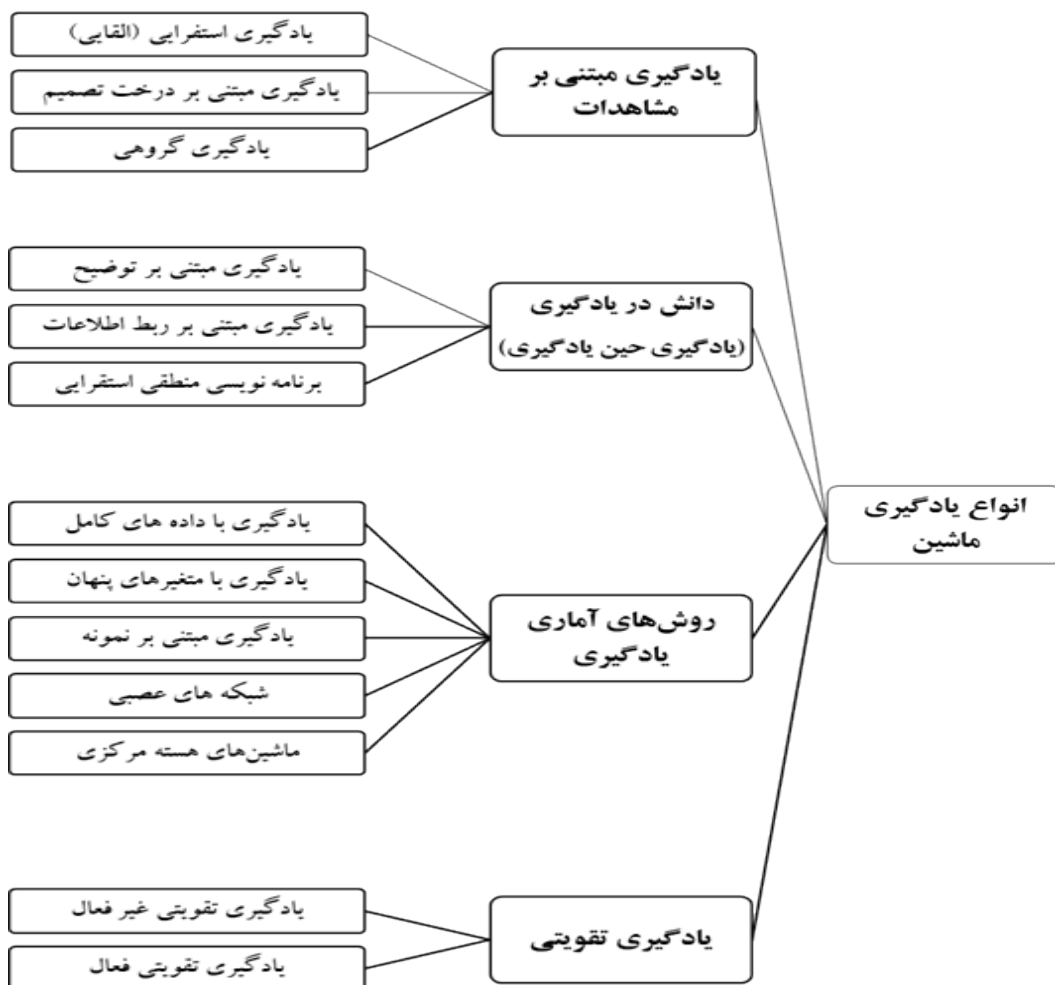 انواع یادگیری
ماشین
یادگیری مبتنی بر
مشاهدات
یادگیری استفرایی (القایی)
یادگیری مبتنی بر درخت تصمیم
یادگیری گروهی
دانش در یادگیری
(یادگیری حین یادگیری)
یادگیری مبتنی بر توضیح
یادگیری مبتنی بر ربط اطلاعات
برنامه نویسی منطقی استقرایی
روش‌های آماری
یادگیری
یادگیری با داده های کامل
یادگیری با متغیرهای پنهان
یادگیری مبتنی بر نمونه
شبکه های عصبی
ماشین‌های هسته مرکزی
یادگیری تقویتی
یادگیری تقویتی غیر فعال
یادگیری تقویتی فعال